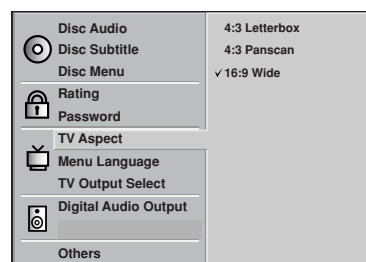 Disc Audio
Disc Subtitle
Disc Menu
Rating
Password
TV Aspect
Menu Language
TV Output Select
Digital Audio Output
Others
4:3 Letterbox
4:3 Panscan
✓ 16:9 Wide